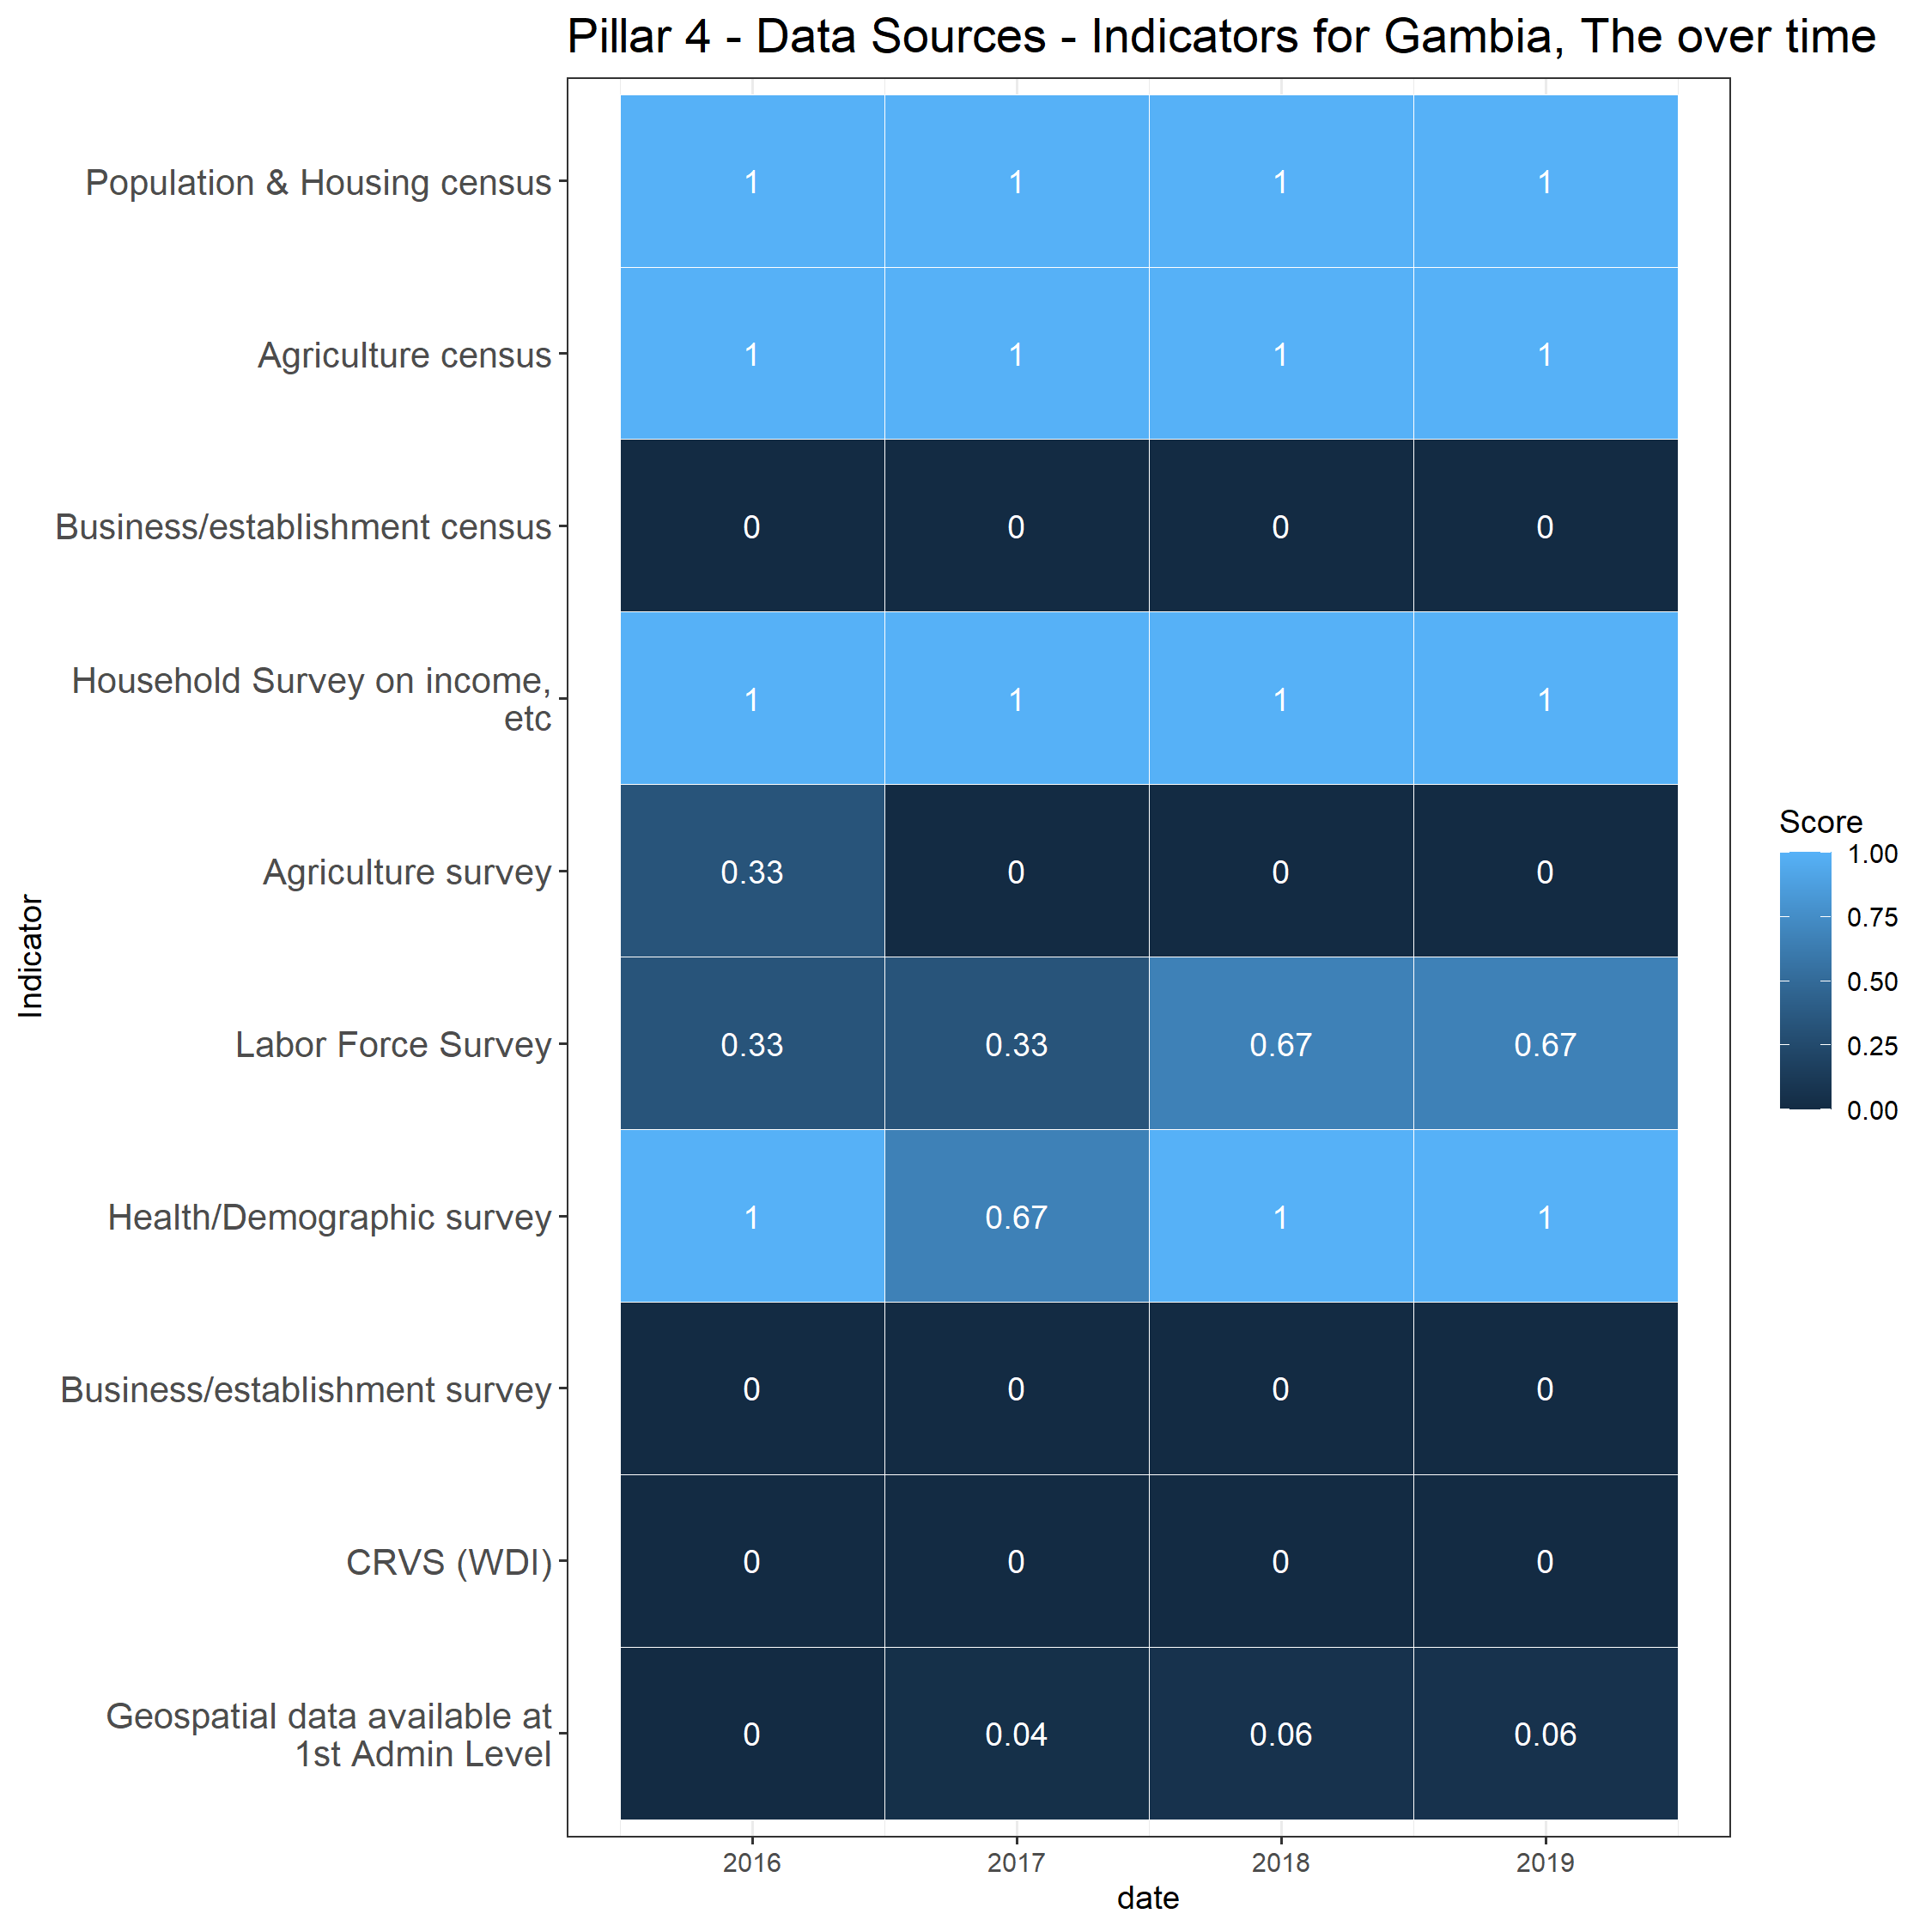 Pillar 4 - Data Sources - Indicators for Gambia, The over time
Population & Housing census
1 1 1 1
Agriculture census
1 1 1 1
Business/establishment census
0 0 0 0
Household Survey on income,
etc
1 1 1 1
Agriculture survey
0.33 0 0 0
Labor Force Survey
0.33 0.33 0.67 0.67
Health/Demographic survey
1 0.67 1 1
Business/establishment survey
0 0 0 0
CRVS (WDI)
0 0 0 0
Geospatial data available at
1st Admin Level
0 0.04 0.06 0.06
2016 2017 2018 2019
date
Indicator
Score
1.00
0.75
0.50
0.25
0.00